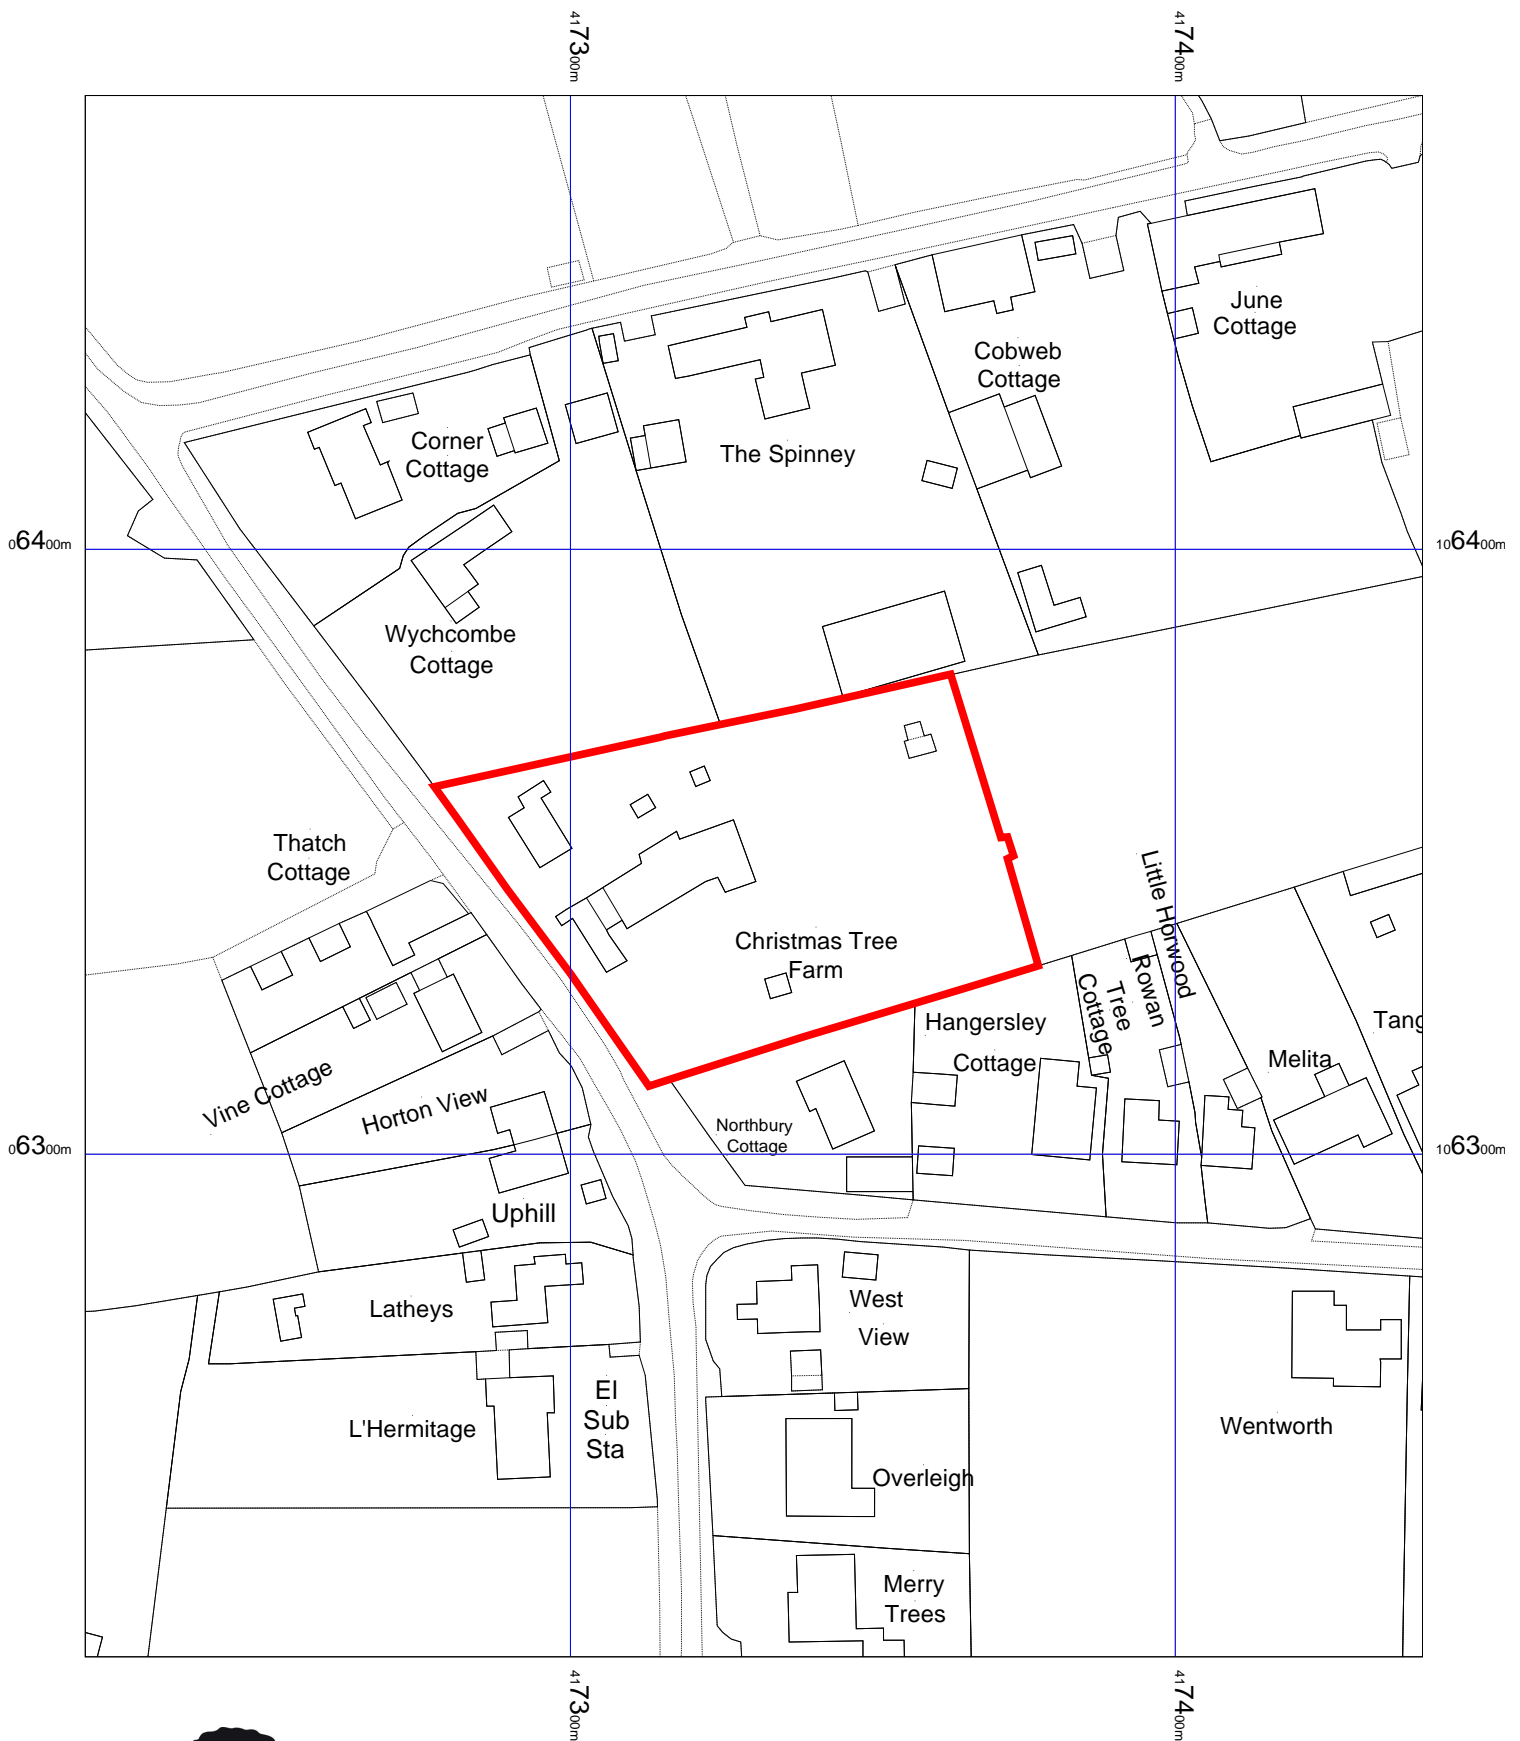 417300m
417400m
June
Cottage
Cobweb
Cottage
Corner
Cottage
The Spinney
06400m
106400m
Wychcombe
Cottage
Thatch
Cottage
Christmas Tree
Farm
Little Horwood
Rowan
Tree
Cottage
Hangersley
Cottage
Tang
Melita
Vine Cottage
Horton View
Northbury
Cottage
06300m
106300m
Uphill
Latheys
West
View
L'Hermitage
El
Sub
Sta
Wentworth
Overleigh
Merry
Trees
417300m
417400m